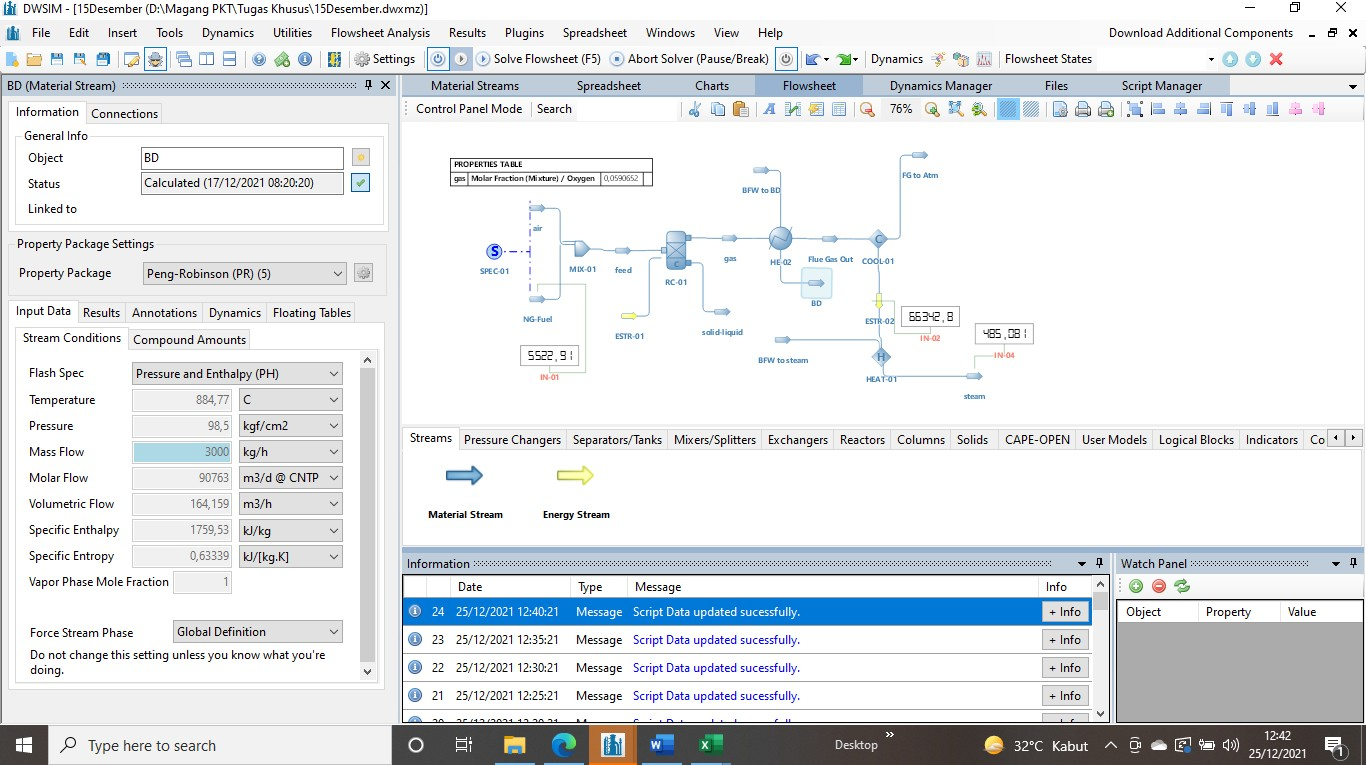 DWSIM - [15Desember (D:\Magang PKT\Tugas Khusus\15Desember.dwxmz)]
File Edit Insert Tools Dynamics Utilities Flowsheet Analysis Results Plugins Spreadsheet Windows View Help Download Additional Components
Settings Solve Flowsheet (F5) Abort Solver (Pause/Break) Dynamics Flowsheet States
BD (Material Stream)
Material Streams Spreadsheet Charts Flowsheet Dynamics Manager Files Script Manager
Information Connections
Control Panel Mode Search 76%
General Info
Object BD
Status Calculated (17/12/2021 08:20:20)
Linked to
Property Package Settings
Property Package Peng-Robinson (PR) (5)
Input Data Results Annotations Dynamics Floating Tables
Stream Conditions Compound Amounts
Flash Spec Pressure and Enthalpy (PH)
Temperature 884,77 C
Pressure 98,5 kgf/cm2
Mass Flow 3000 kg/h
Molar Flow 90763 m3/d @ CNTP
Volumetric Flow 164,159 m3/h
Specific Enthalpy 1759,53 kJ/kg
Specific Entropy 0,63339 kJ/[kg.K]
Vapor Phase Mole Fraction 1
Force Stream Phase Global Definition
Do not change this setting unless you know what you're
doing.
PROPERTIES TABLE
gas Molar Fraction (Mixture) / Oxygen 0,0590652
BFW to BD
FG to Atm
air
S
SPEC-01
MIX-01
feed
C
RC-01
gas
HE-02
Flue Gas Out
C
COOL-01
BD
NG-Fuel
ESTR-01
solid-liquid
ESTR-02
66342,8
IN-02
485,081
IN-04
5522,91
IN-01
BFW to steam
H
HEAT-01
steam
Streams Pressure Changers Separators/Tanks Mixers/Splitters Exchangers Reactors Columns Solids CAPE-OPEN User Models Logical Blocks Indicators Co
Material Stream Energy Stream
Information
Date Type Message Info
24 25/12/2021 12:40:21 Message Script Data updated sucessfully. + Info
23 25/12/2021 12:35:21 Message Script Data updated sucessfully. + Info
22 25/12/2021 12:30:21 Message Script Data updated sucessfully. + Info
21 25/12/2021 12:25:21 Message Script Data updated sucessfully. + Info
Watch Panel
Object Property Value
Type here to search
Desktop
32°C Kabut
12:42
25/12/2021
1